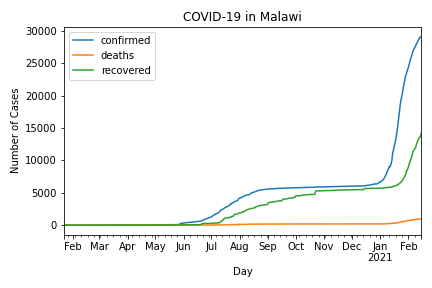 COVID-19 in Malawi
confirmed
deaths
recovered
Number of Cases
30000
25000
20000
15000
10000
5000
0
Feb Mar Apr May Jun Jul Aug Sep Oct Nov Dec Jan Feb
2021
Day